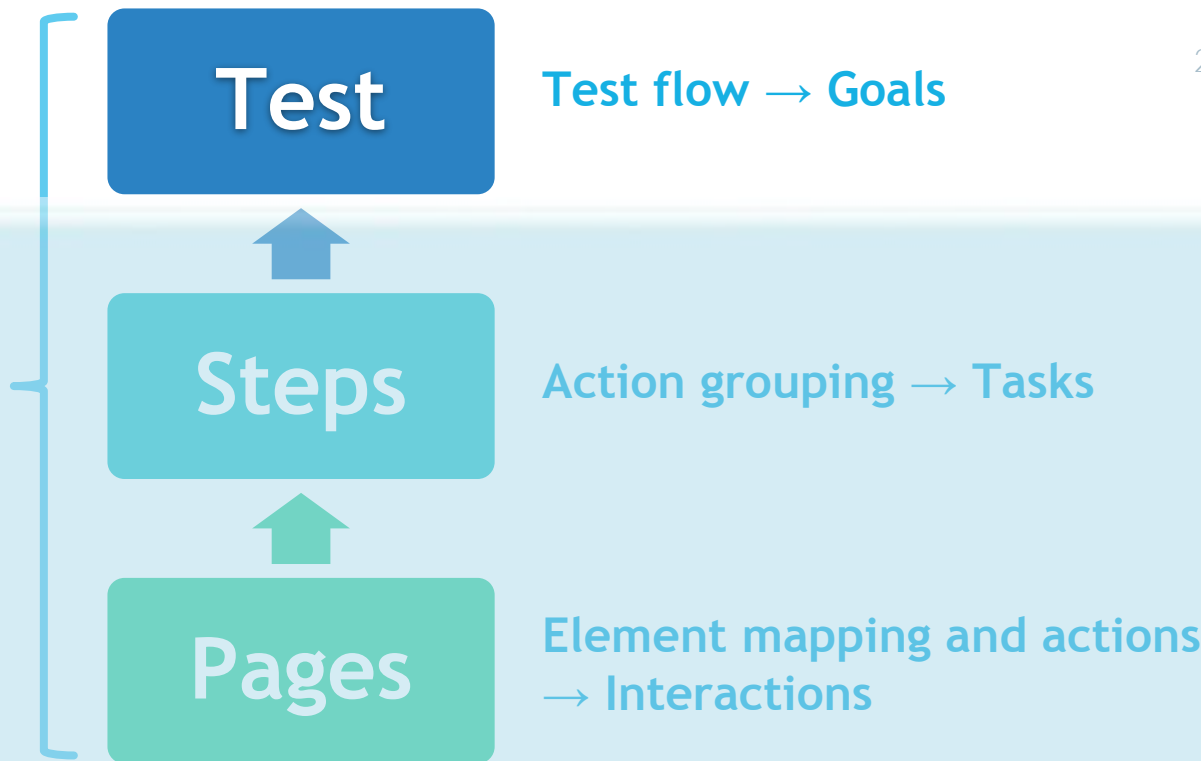 Test
Test flow → Goals
Steps
Action grouping → Tasks
Pages
Element mapping and actions
→ Interactions